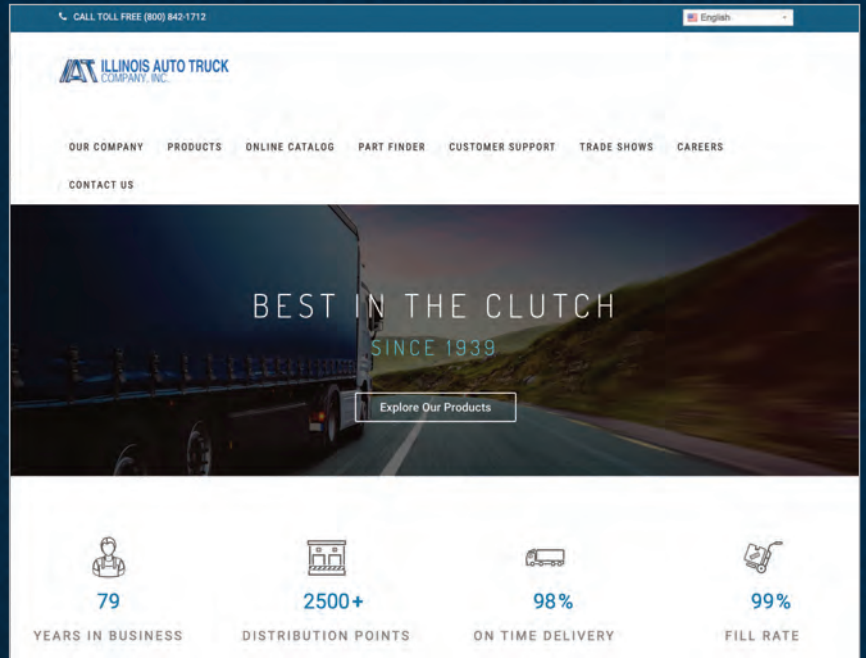 CALL TOLL FREE (800) 842-1712
English
IAT ILLINOIS AUTO TRUCK
COMPANY, INC.
OUR COMPANY PRODUCTS ONLINE CATALOG PART FINDER CUSTOMER SUPPORT TRADE SHOWS CAREERS
CONTACT US
BEST IN THE CLUTCH
SINCE 1939
Explore Our Products
79 2500+ 98% 99%
YEARS IN BUSINESS DISTRIBUTION POINTS ON TIME DELIVERY FILL RATE